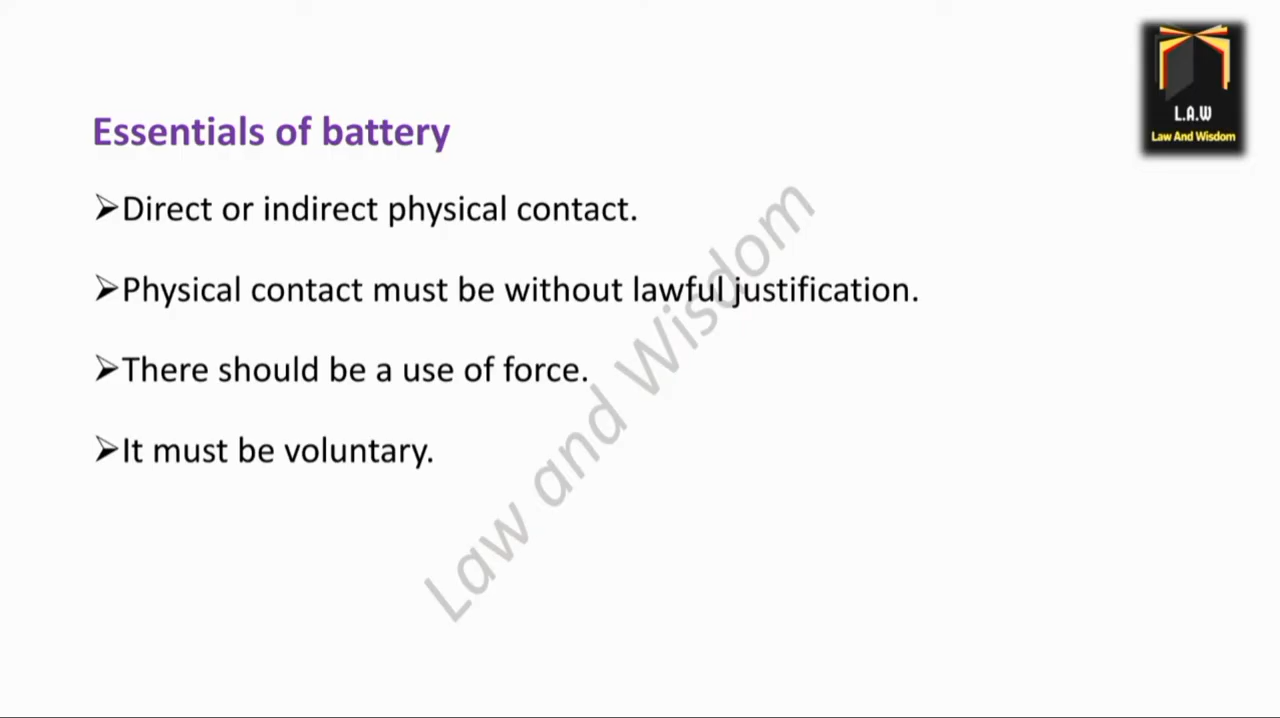 L.A.W
Law And Wisdom
Essentials of battery
➢Direct or indirect physical contact.
➢Physical contact must be without lawful justification.
➢There should be a use of force.
➢It must be voluntary.
Law and Wisdom